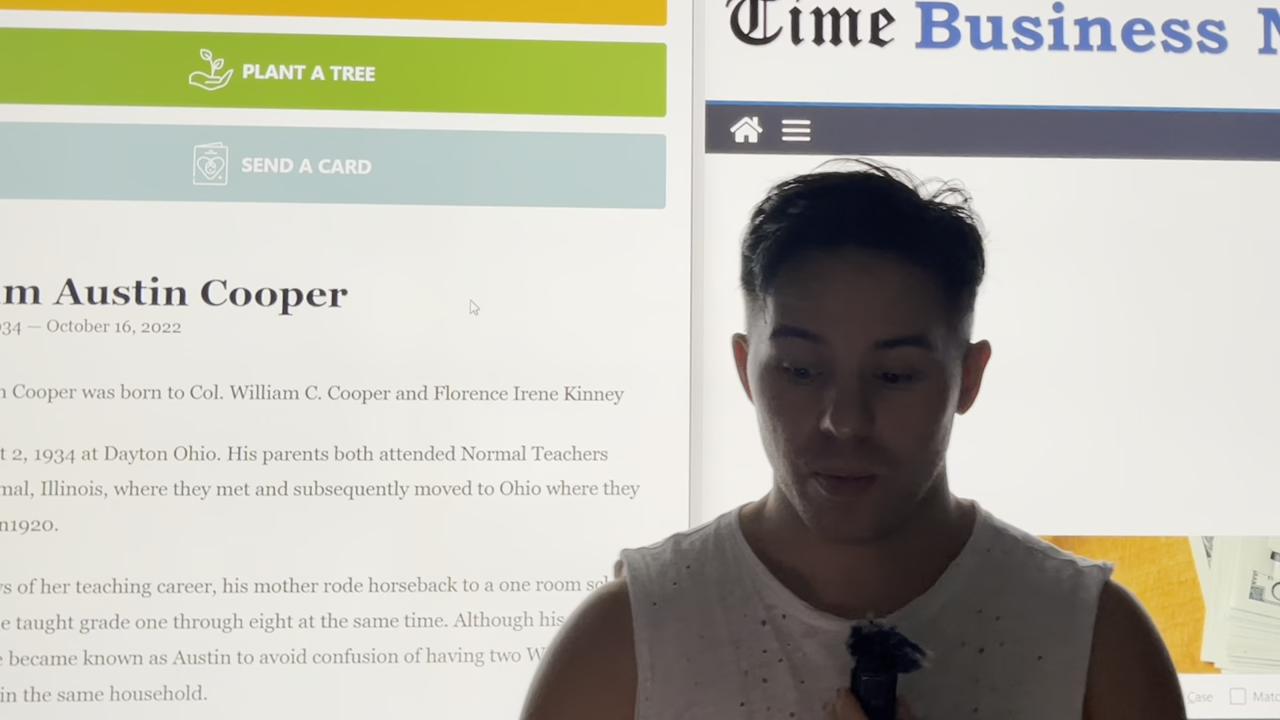 PLANT A TREE
SEND A CARD
m Austin Cooper
934 — October 16, 2022
Cooper was born to Col. William C. Cooper and Florence Irene Kinney
t 2, 1934 at Dayton Ohio. His parents both attended Normal Teachers
mal, Illinois, where they met and subsequently moved to Ohio where they
n1920.
s of her teaching career, his mother rode horseback to a one room
e taught grade one through eight at the same time. Although his
became known as Austin to avoid confusion of having two W
in the same household.
Time Business N
Case
Matc